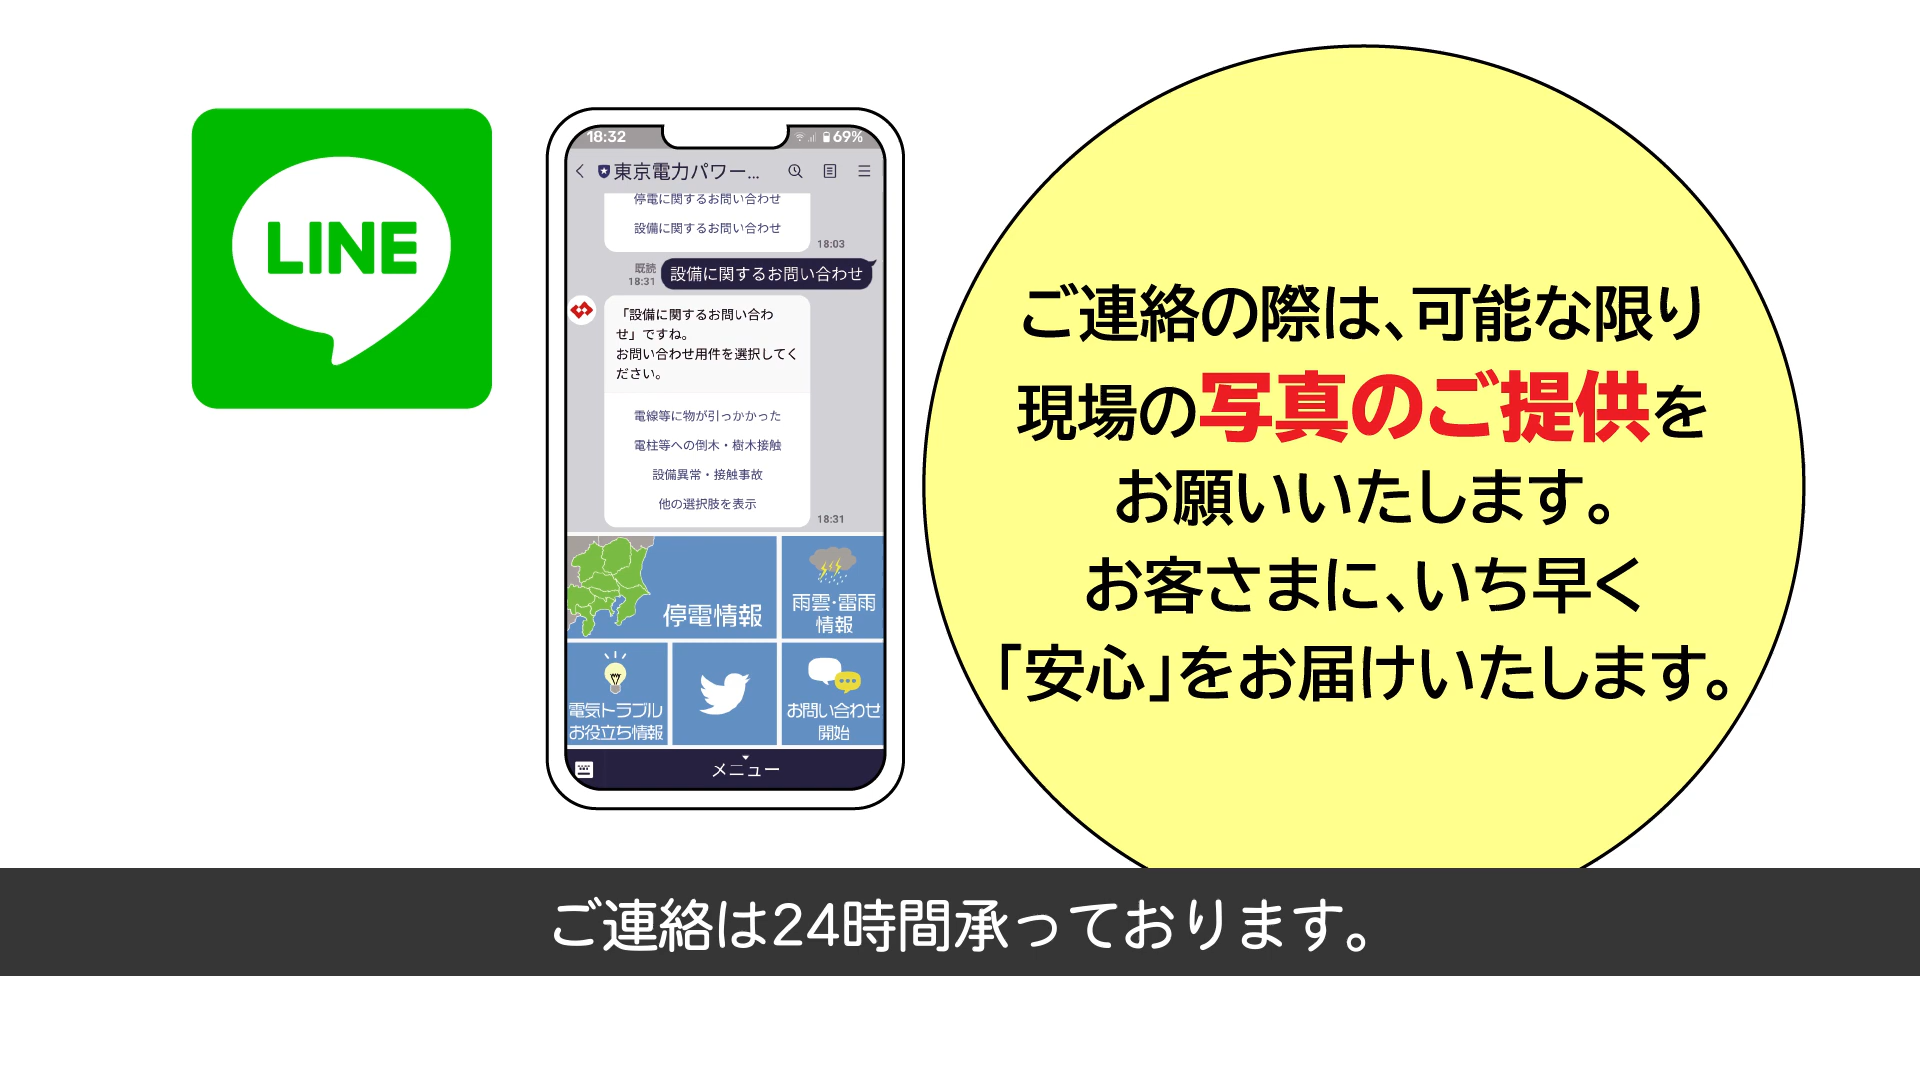 LINE
18:32
69%
東京電力パワー...
停電に関するお問い合わせ
設備に関するお問い合わせ
18:03
既読
18:31
設備に関するお問い合わせ
「設備に関するお問い合わ
せ」ですね。
お問い合わせ用件を選択してく
ださい。
電線等に物が引っかかった
電柱等への倒木・樹木接触
設備異常・接触事故
他の選択肢を表示
18:31
停電情報
雨雲・雷雨
情報
電気トラブル
お役立ち情報
お問い合わせ
開始
メニュー
ご連絡の際は、可能な限り
現場の写真のご提供を
お願いいたします。
お客さまに、いち早く
「安心」をお届けいたします。
ご連絡は24時間承っております。